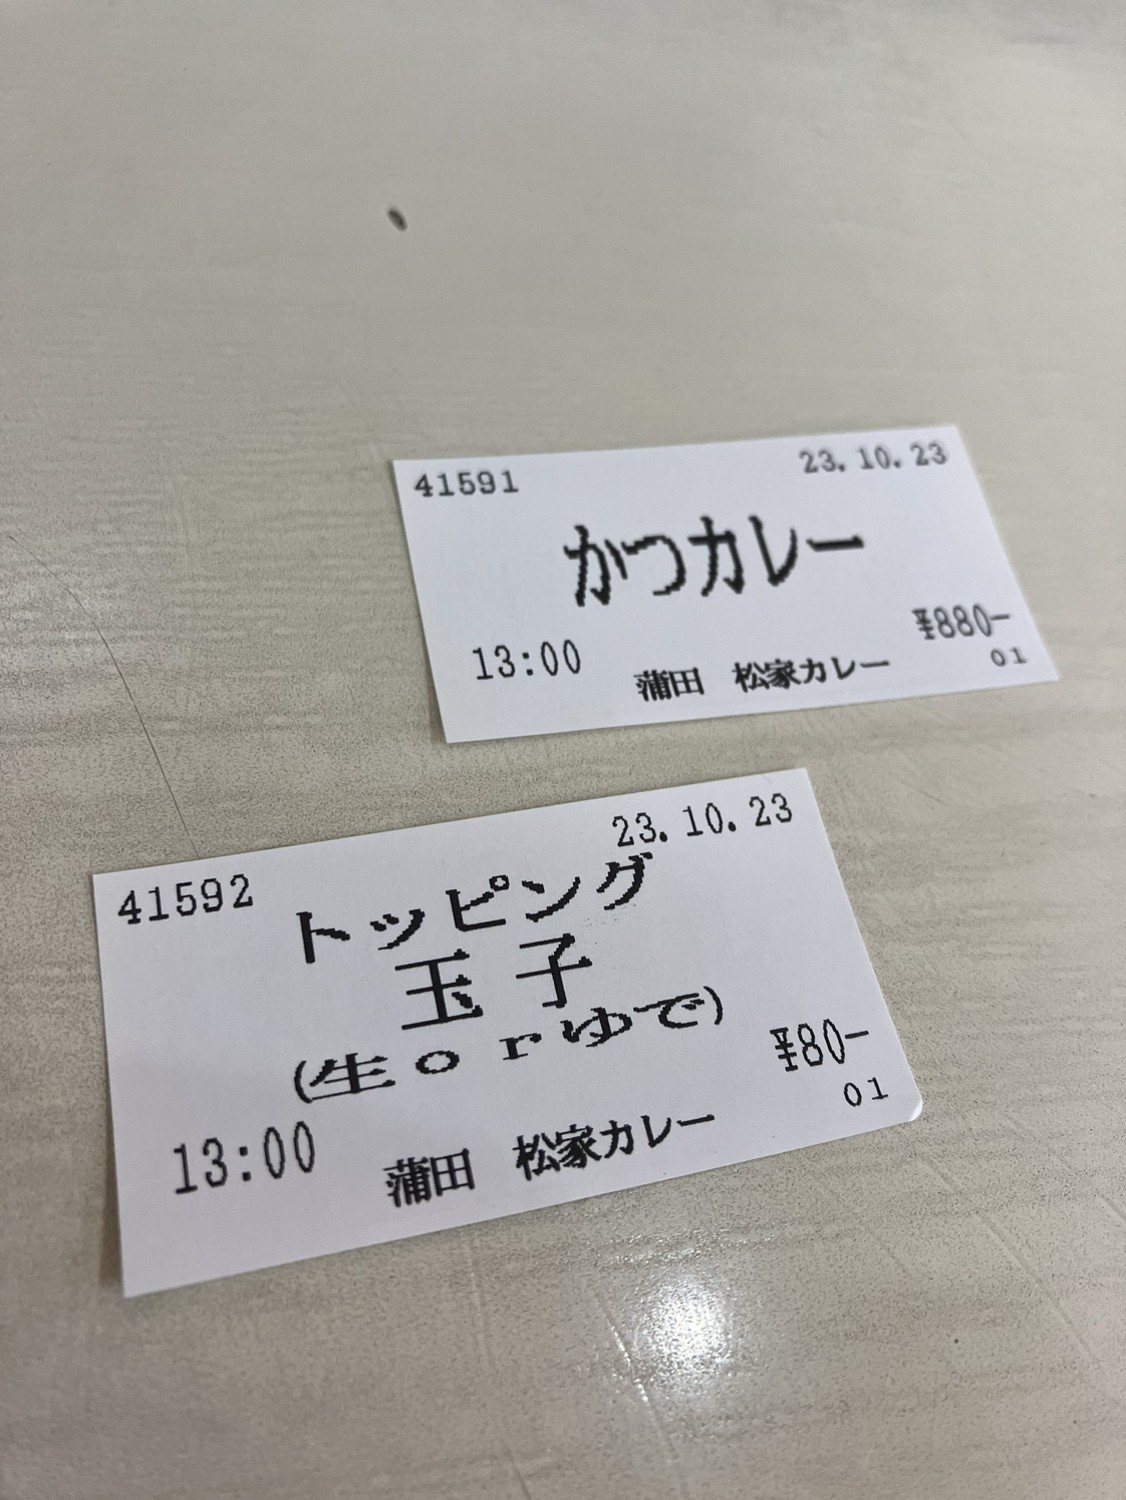 41591 23.10.23
かつカレー
¥880-
13:00 蒲田 松家カレー 01
41592 23.10.23
トッピング
玉子
(生orゆで)
¥80-
13:00 蒲田 松家カレー 01